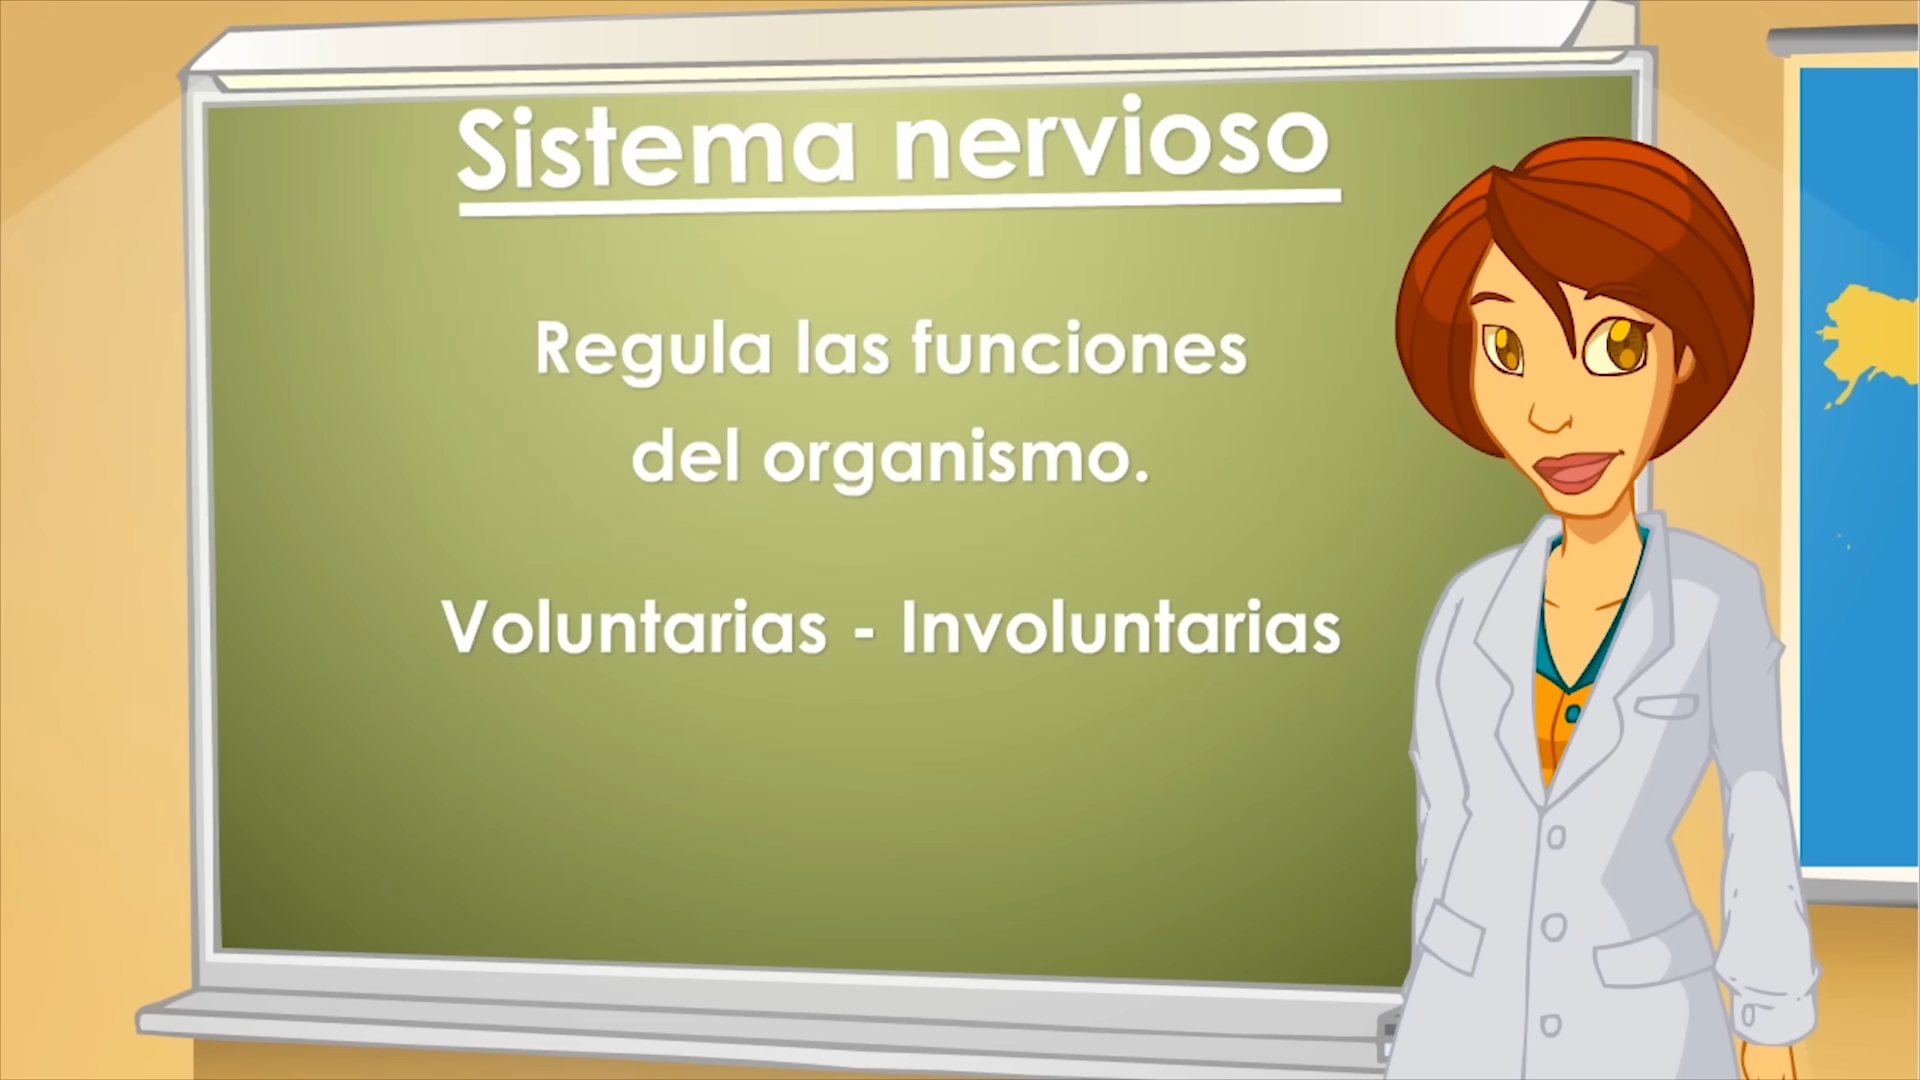 Sistema nervioso
Regula las funciones
del organismo.
Voluntarias - Involuntarias